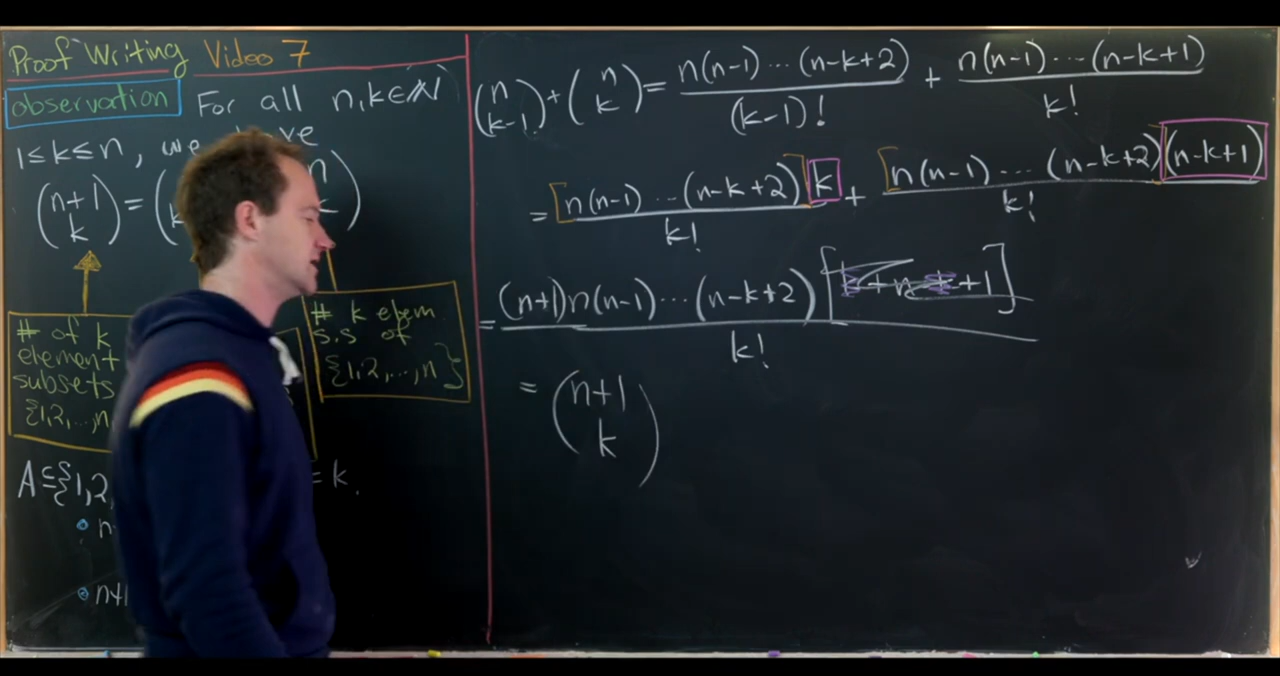 Proof Writing Video 7
observation For all n,k∈ℕ
1≤k≤n, we have
(n+1 k) = (
# of k
element
subsets
{1,2,...,n
# k elem
s.s of
{1,2,...,n}
A⊆{1,2, = k.
• n
• n+1
(n k-1) + (n k) = n(n-1)...(n-k+2) / (k-1)! + n(n-1)...(n-k+1) / k!
= [n(n-1)...(n-k+2)] k / k! + [n(n-1)...(n-k+2)](n-k+1) / k!
= (n+1)n(n-1)...(n-k+2) [k+n-k+1] / k!
= (n+1 k)